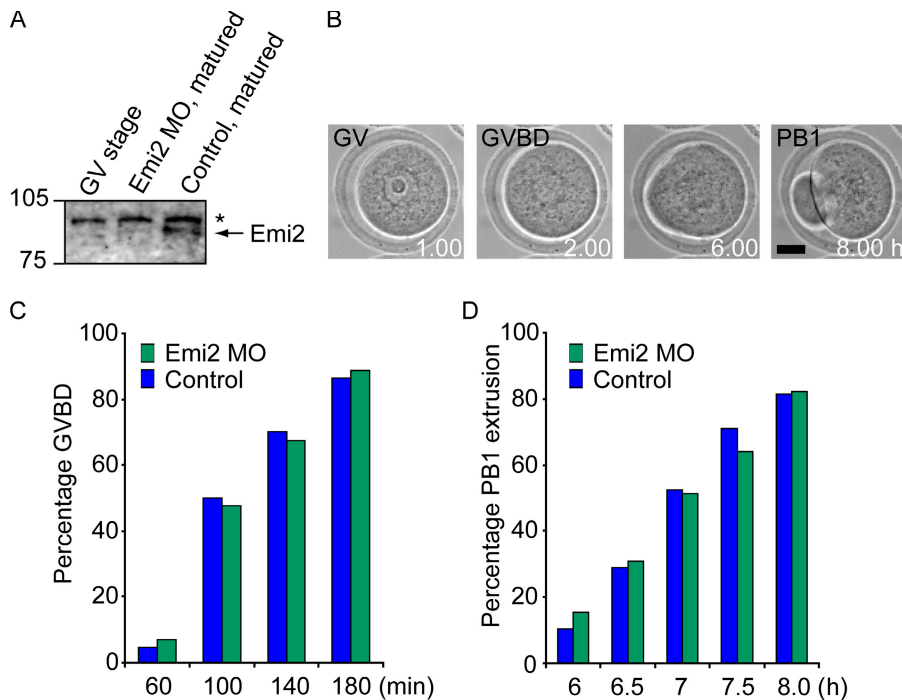 A
GV stage
Emi2 MO, matured
Control, matured
105
*
Emi2
75
B
GV
1.00
GVBD
2.00
6.00
PB1
8.00 h
C
Percentage GVBD
100
80
60
40
20
0
Emi2 MO
Control
60 100 140 180 (min)
D
Percentage PB1 extrusion
100
80
60
40
20
0
Emi2 MO
Control
6 6.5 7 7.5 8.0 (h)